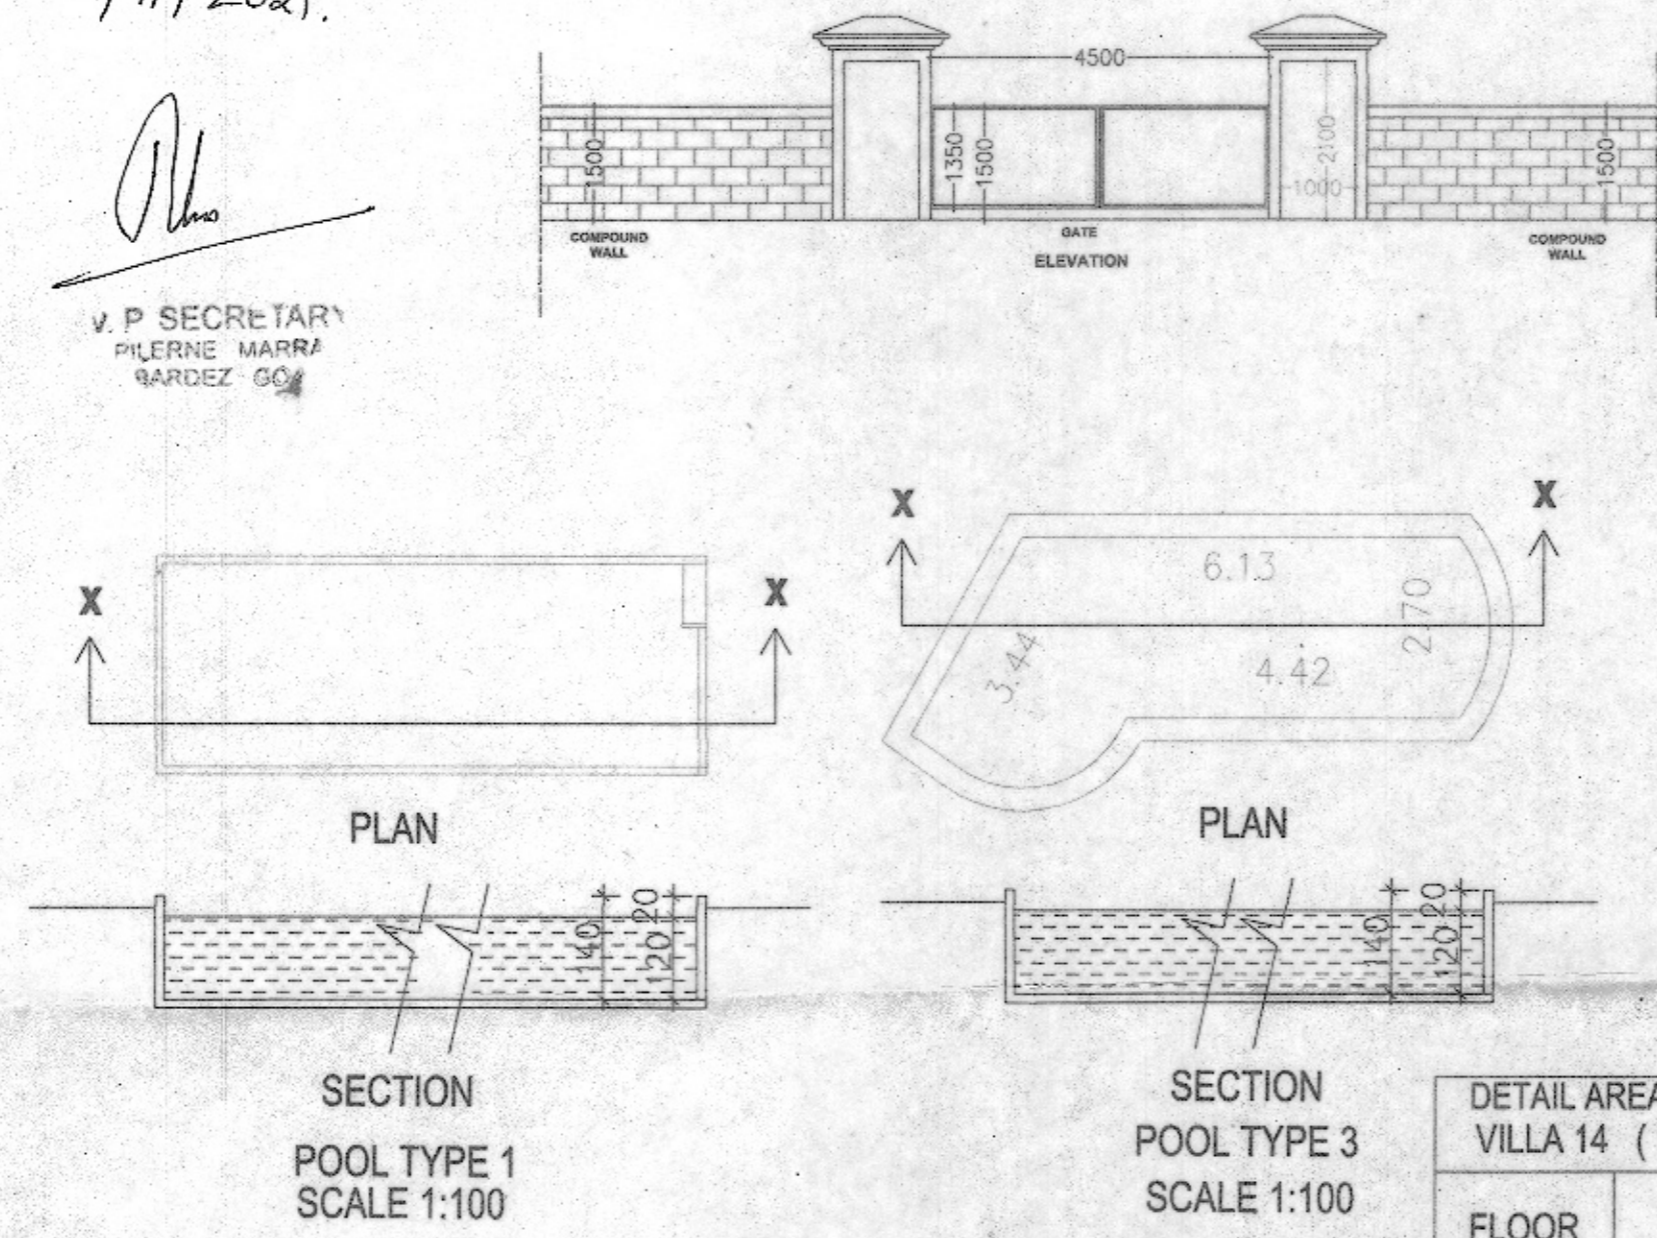 2021.
4500
1500
1350
1500
2100
1000
1500
COMPOUND
WALL
GATE
ELEVATION
COMPOUND
WALL
V. P SECRETARY
PILERNE MARRA
BARDEZ GOA
X
X
X
X
6.13
2.70
3.44
4.42
PLAN
PLAN
140
120
20
140
120
20
SECTION
POOL TYPE 1
SCALE 1:100
SECTION
POOL TYPE 3
SCALE 1:100
DETAIL AREA
VILLA 14 (
FLOOR